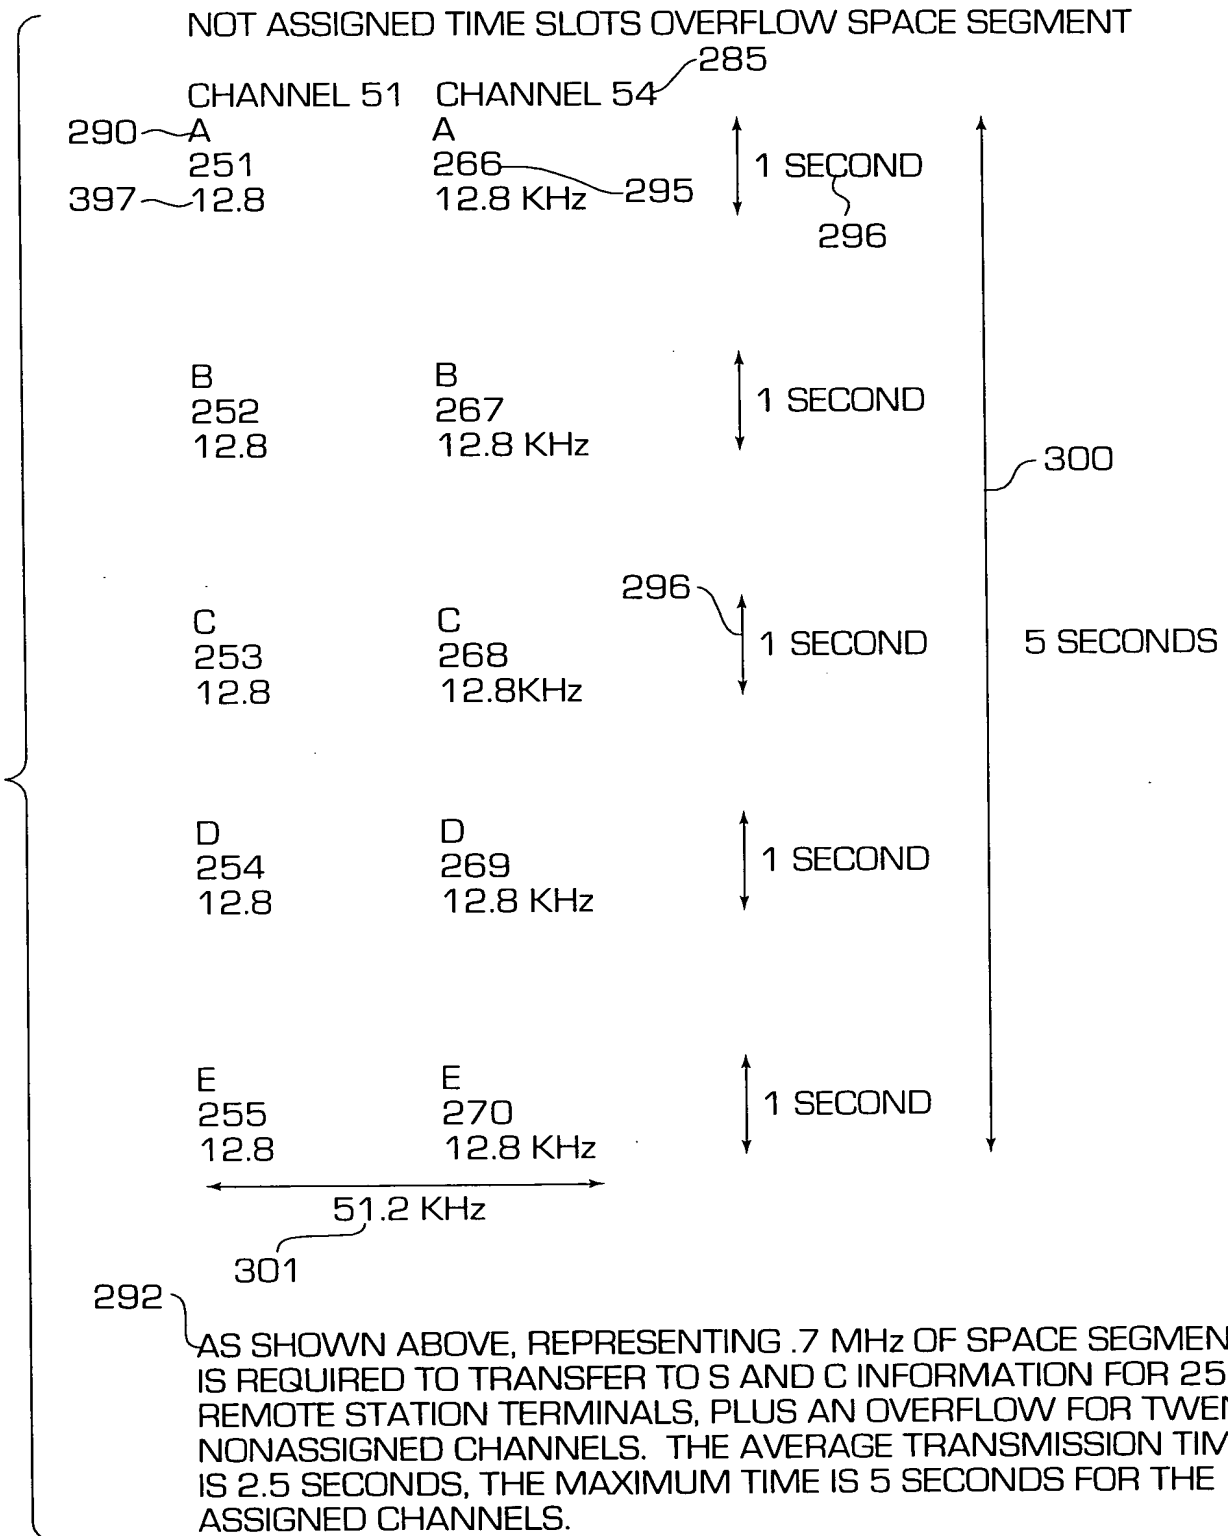 NOT ASSIGNED TIME SLOTS OVERFLOW SPACE SEGMENT
285
CHANNEL 51 CHANNEL 54
290 A A
251 266 1 SECOND
397 12.8 12.8 KHz 295
296
B B
252 267 1 SECOND
12.8 12.8 KHz
300
296
C C
253 268 1 SECOND 5 SECONDS
12.8 12.8KHz
D D
254 269 1 SECOND
12.8 12.8 KHz
E E
255 270 1 SECOND
12.8 12.8 KHz
51.2 KHz
301
292
AS SHOWN ABOVE, REPRESENTING .7 MHz OF SPACE SEGMEN
IS REQUIRED TO TRANSFER TO S AND C INFORMATION FOR 25
REMOTE STATION TERMINALS, PLUS AN OVERFLOW FOR TWEN
NONASSIGNED CHANNELS. THE AVERAGE TRANSMISSION TIM
IS 2.5 SECONDS, THE MAXIMUM TIME IS 5 SECONDS FOR THE
ASSIGNED CHANNELS.